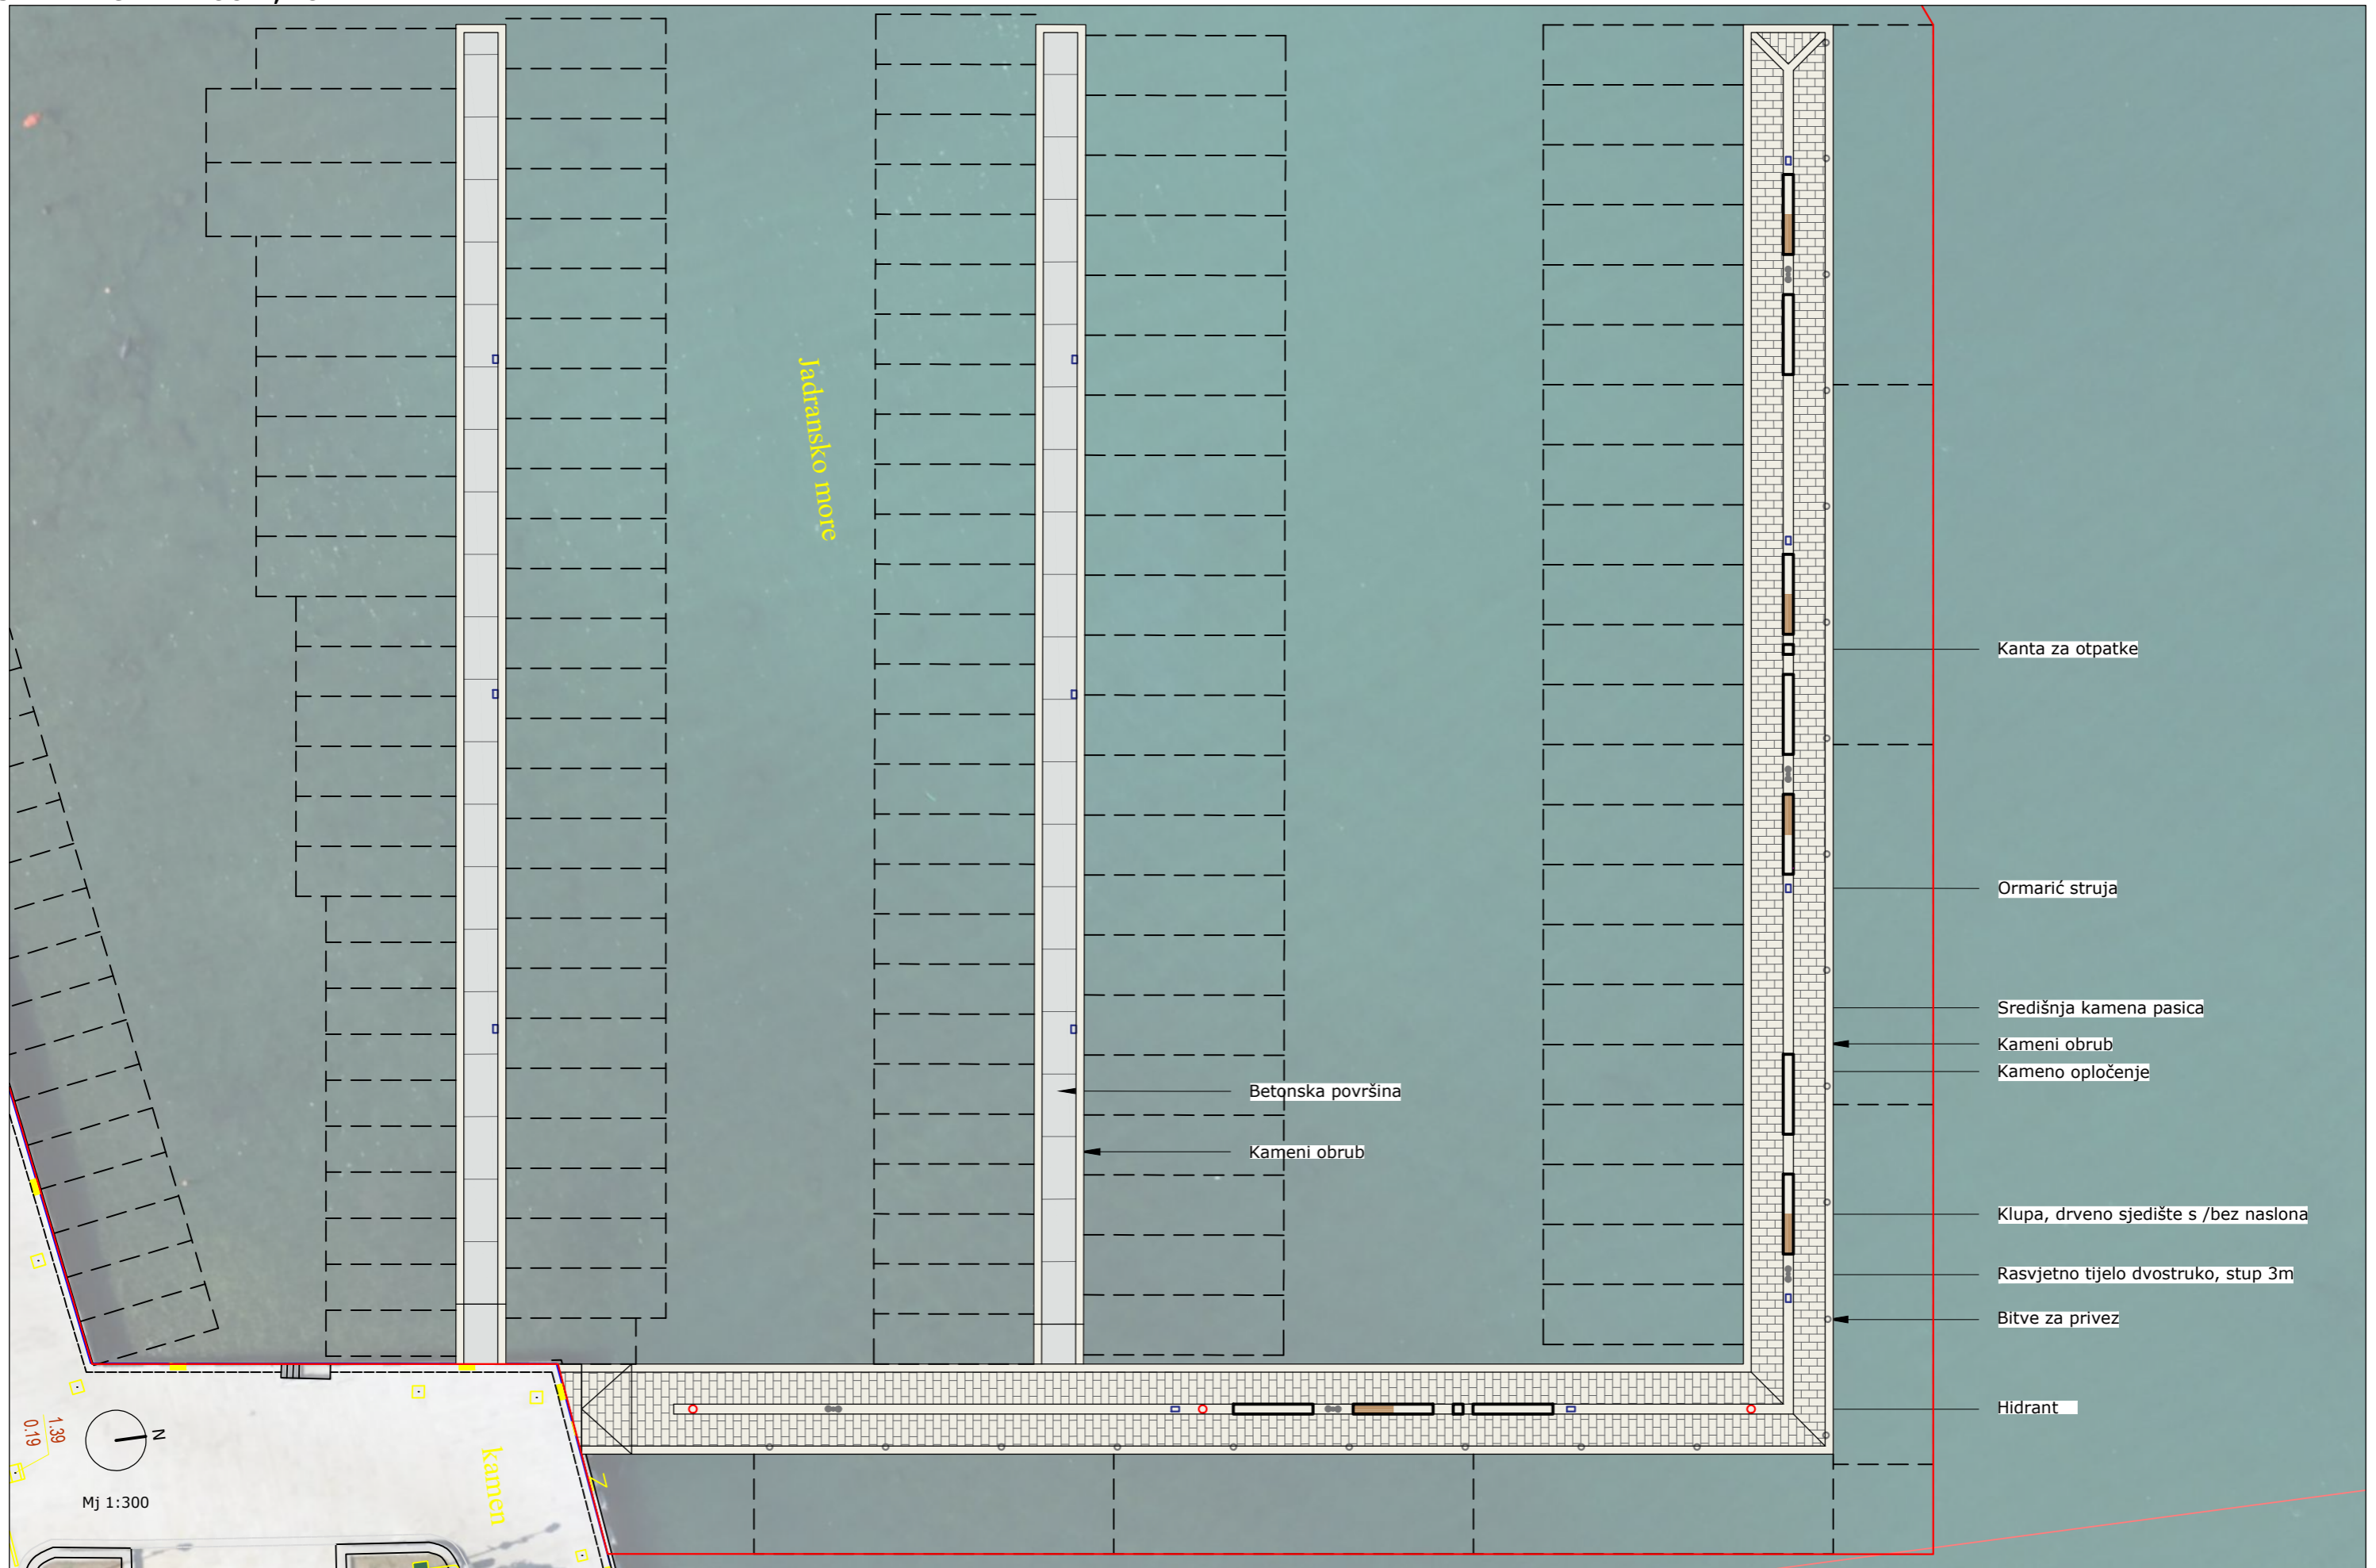 Jadransko more
Kanta za otpatke
Ormarić struja
Središnja kamena pasica
Kameni obrub
Kameno opločenje
Betonska površina
Kameni obrub
Klupa, drveno sjedište s /bez naslona
Rasvjetno tijelo dvostruko, stup 3m
Bitve za privez
Hidrant
1.39
0.19
N
kamen
Z
Mj 1:300